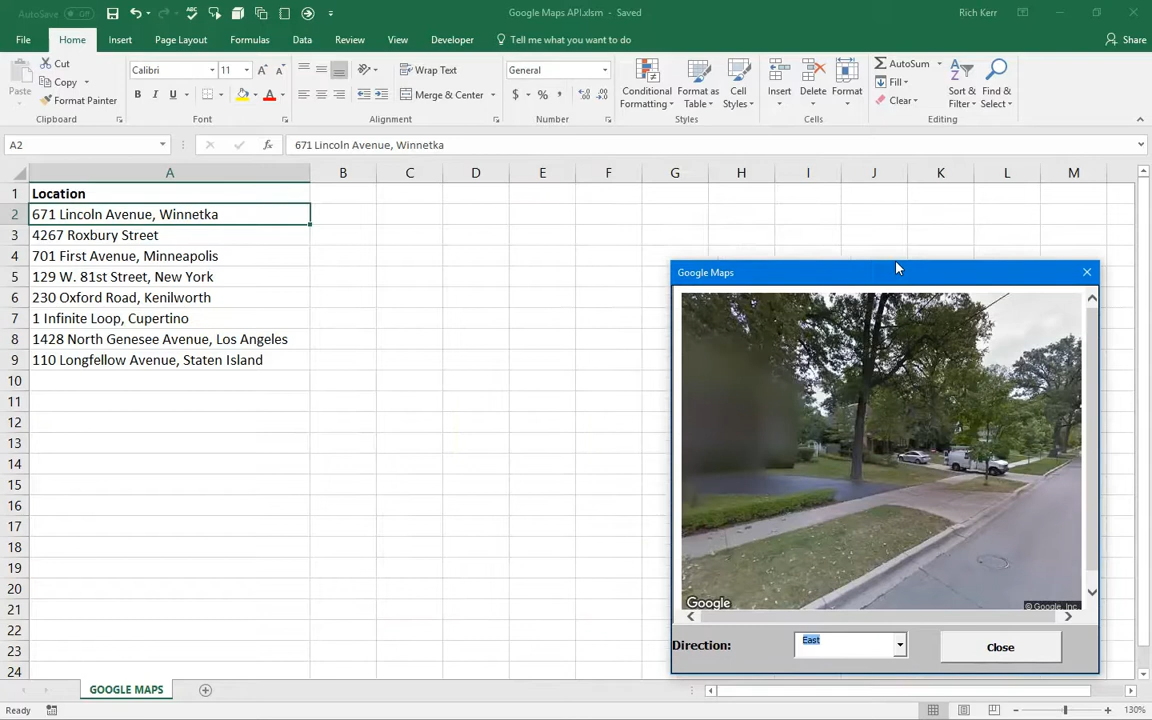 AutoSave Off
Google Maps API.xlsm - Saved
Rich Kerr
File Home Insert Page Layout Formulas Data Review View Developer Tell me what you want to do Share
Paste
Cut
Copy
Format Painter
Clipboard
Calibri 11
B I U A
Font
Wrap Text
Merge & Center
Alignment
General
$ % ,
Number
Conditional Formatting
Format as Table
Cell Styles
Styles
Insert Delete Format
Cells
AutoSum
Fill
Clear
Sort & Filter
Find & Select
Editing
A2 fx 671 Lincoln Avenue, Winnetka
A B C D E F G H I J K L M
1 Location
2 671 Lincoln Avenue, Winnetka
3 4267 Roxbury Street
4 701 First Avenue, Minneapolis
5 129 W. 81st Street, New York
6 230 Oxford Road, Kenilworth
7 1 Infinite Loop, Cupertino
8 1428 North Genesee Avenue, Los Angeles
9 110 Longfellow Avenue, Staten Island
10
11
12
13
14
15
16
17
18
19
20
21
22
23
24
Google Maps
Google
© Google, Inc.
Direction: East Close
GOOGLE MAPS
Ready
130%